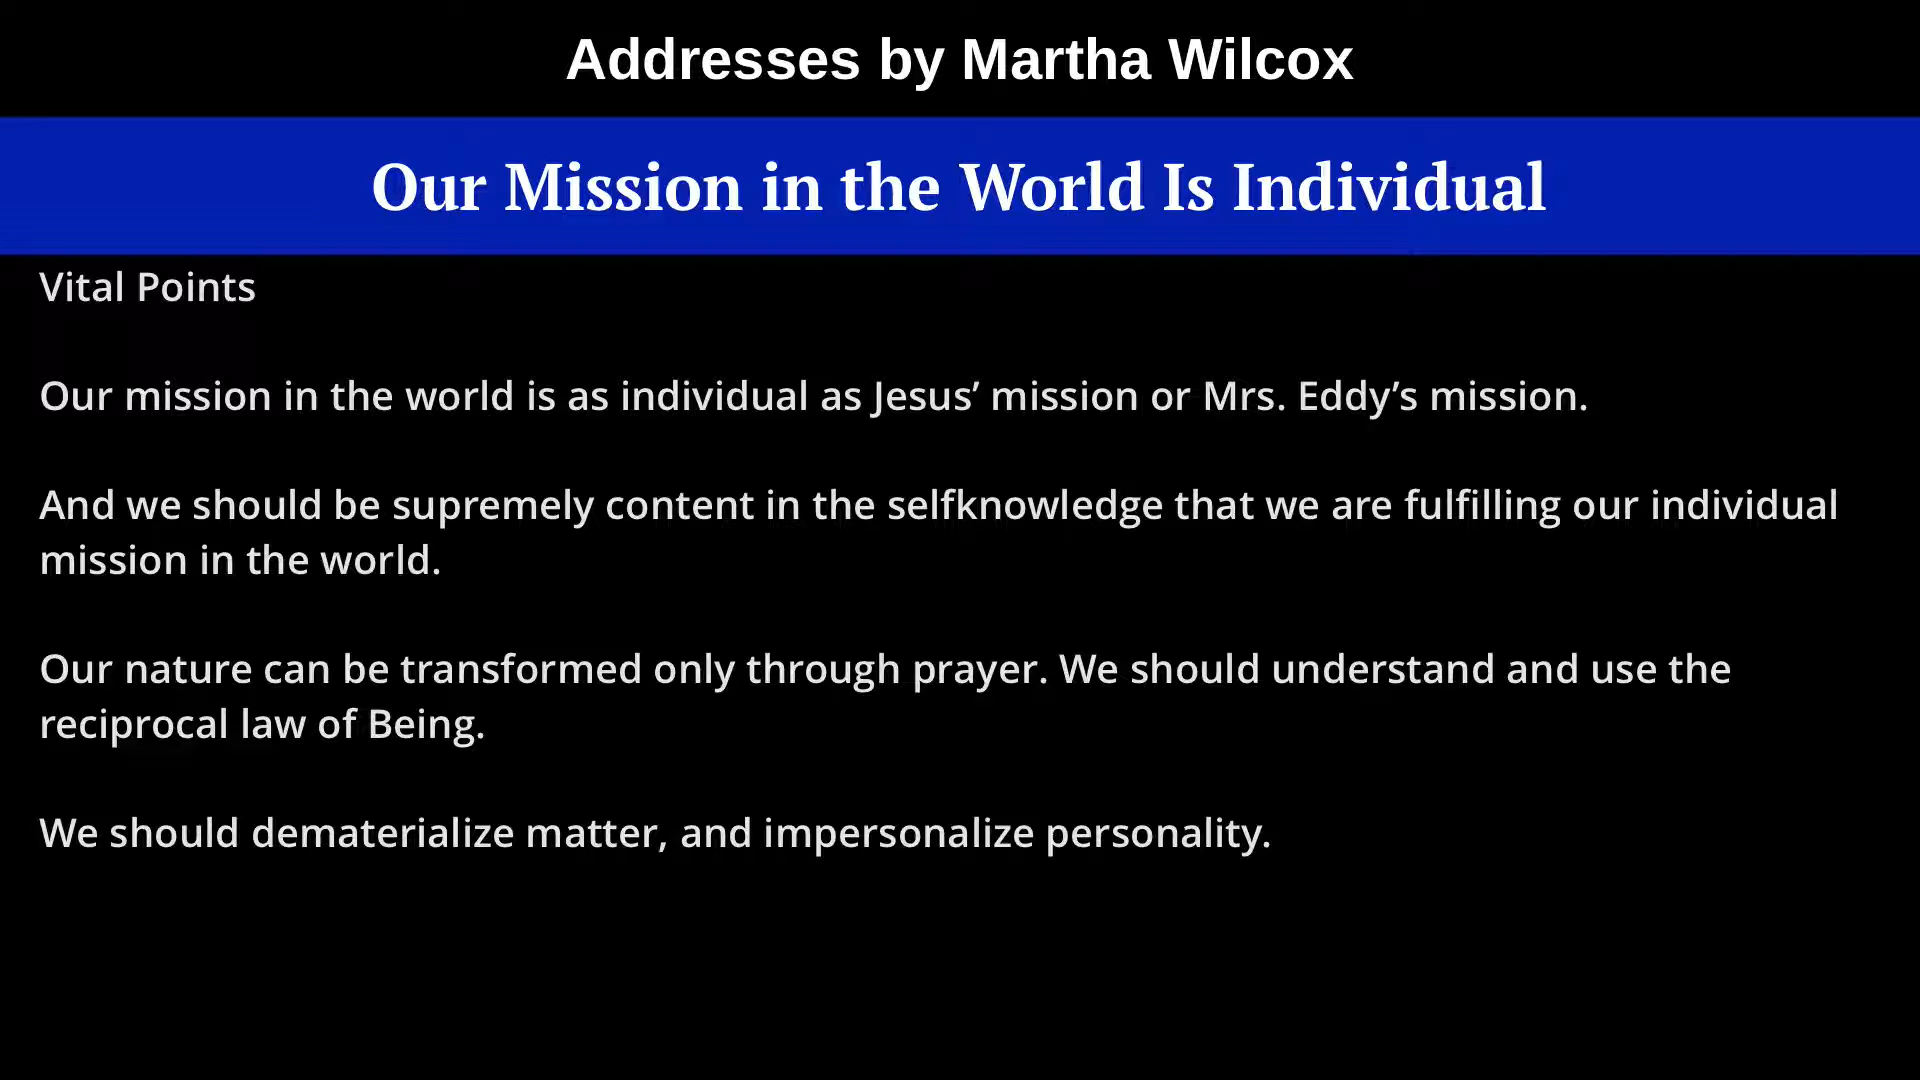 Addresses by Martha Wilcox
Our Mission in the World Is Individual
Vital Points
Our mission in the world is as individual as Jesus’ mission or Mrs. Eddy’s mission.
And we should be supremely content in the selfknowledge that we are fulfilling our individual
mission in the world.
Our nature can be transformed only through prayer. We should understand and use the
reciprocal law of Being.
We should dematerialize matter, and impersonalize personality.